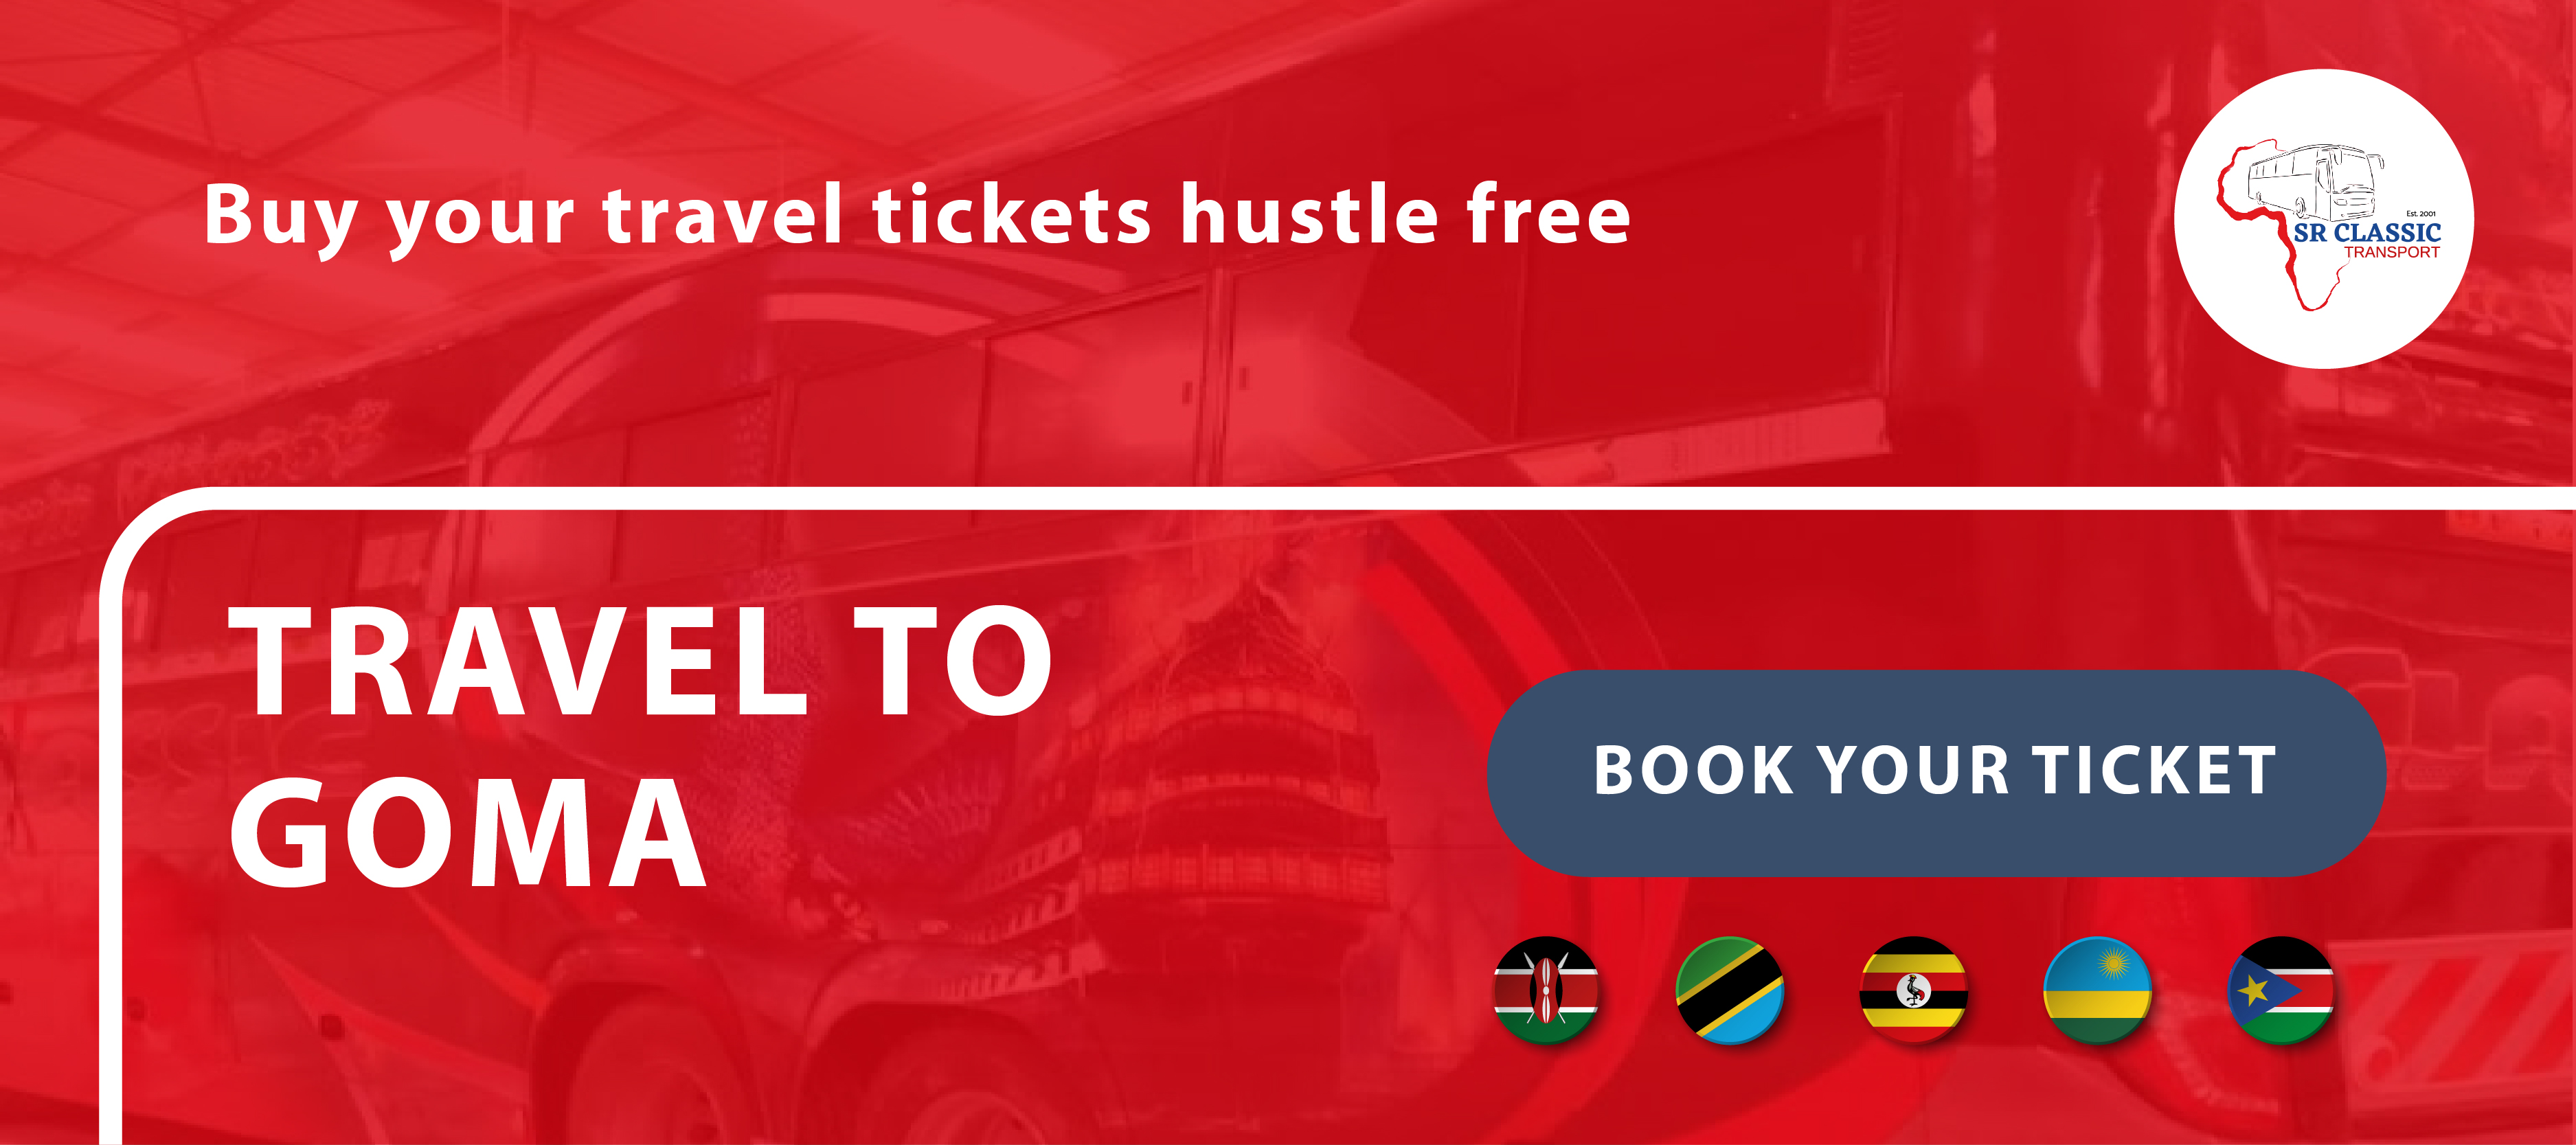 Buy your travel tickets hustle free
Est. 2001
SR CLASSIC
TRANSPORT
TRAVEL TO
GOMA
BOOK YOUR TICKET